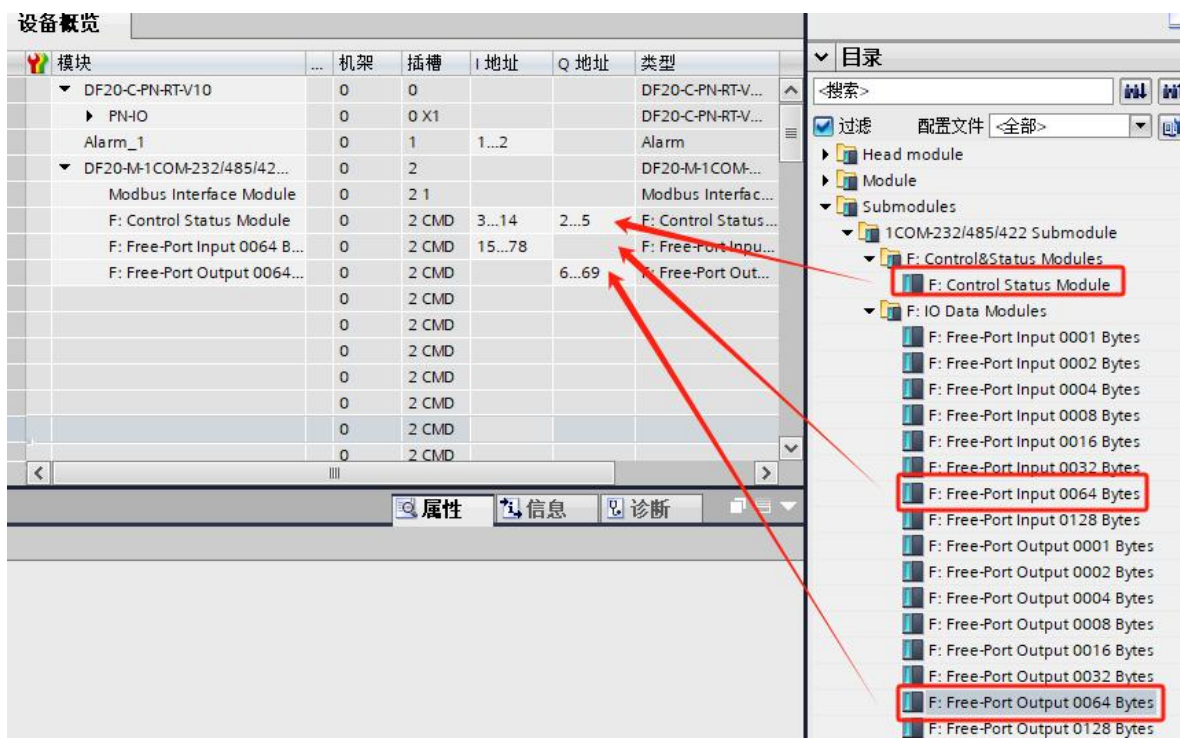 设备概览
模块 ... 机架 插槽 I 地址 Q 地址 类型
DF20-C-PN-RT-V10 0 0 DF20-C-PN-RT-V...
PN-IO 0 0 X1 DF20-C-PN-RT-V...
Alarm_1 0 1 1...2 Alarm
DF20-M-1COM-232/485/42... 0 2 DF20-M-1COM-...
Modbus Interface Module 0 2 1 Modbus Interfac...
F: Control Status Module 0 2 CMD 3...14 2...5 F: Control Status...
F: Free-Port Input 0064 B... 0 2 CMD 15...78 F: Free-Port Inpu...
F: Free-Port Output 0064... 0 2 CMD 6...69 F: Free-Port Out...
0 2 CMD
0 2 CMD
0 2 CMD
0 2 CMD
0 2 CMD
0 2 CMD
0 2 CMD
属性 信息 诊断
目录
<搜索>
过滤 配置文件 <全部>
Head module
Module
Submodules
1COM-232/485/422 Submodule
F: Control&Status Modules
F: Control Status Module
F: IO Data Modules
F: Free-Port Input 0001 Bytes
F: Free-Port Input 0002 Bytes
F: Free-Port Input 0004 Bytes
F: Free-Port Input 0008 Bytes
F: Free-Port Input 0016 Bytes
F: Free-Port Input 0032 Bytes
F: Free-Port Input 0064 Bytes
F: Free-Port Input 0128 Bytes
F: Free-Port Output 0001 Bytes
F: Free-Port Output 0002 Bytes
F: Free-Port Output 0004 Bytes
F: Free-Port Output 0008 Bytes
F: Free-Port Output 0016 Bytes
F: Free-Port Output 0032 Bytes
F: Free-Port Output 0064 Bytes
F: Free-Port Output 0128 Bytes